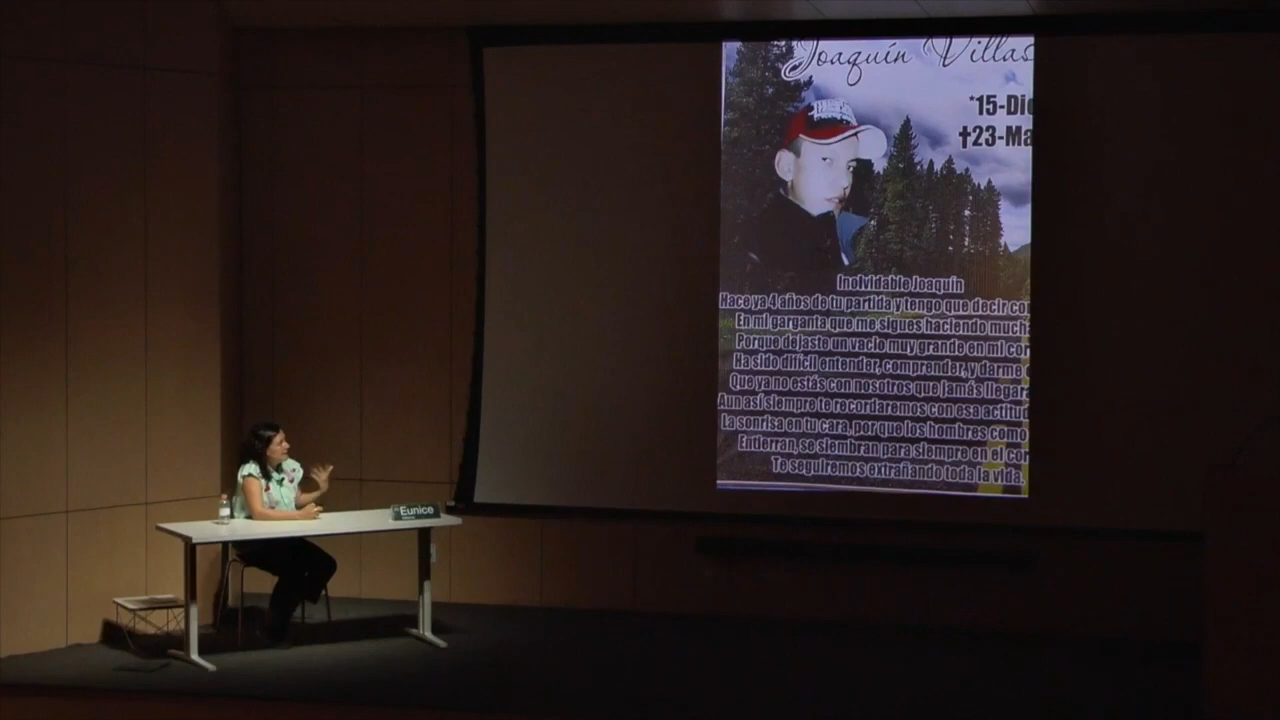 Joaquín Villas
*15-Dic
✝23-Ma
Inolvidable Joaquín
Hace ya 4 años de tu partida y tengo que decir con
En mi garganta que me sigues haciendo mucha
Porque dejaste un vacío muy grande en mi cor
Ha sido difícil entender, comprender, y darme
Que ya no estás con nosotros que jamás llegara
Aun así siempre te recordaremos con esa actitud
La sonrisa en tu cara, por que los hombres como
Entierran, se siembran para siempre en el cor
Te seguiremos extrañando toda la vida.
Eunice